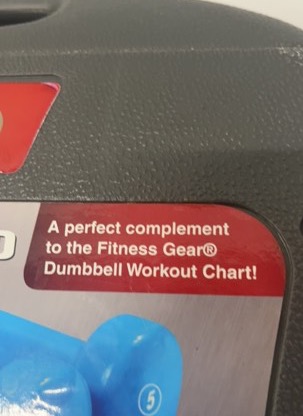 A perfect complement
to the Fitness Gear®
Dumbbell Workout Chart!
5